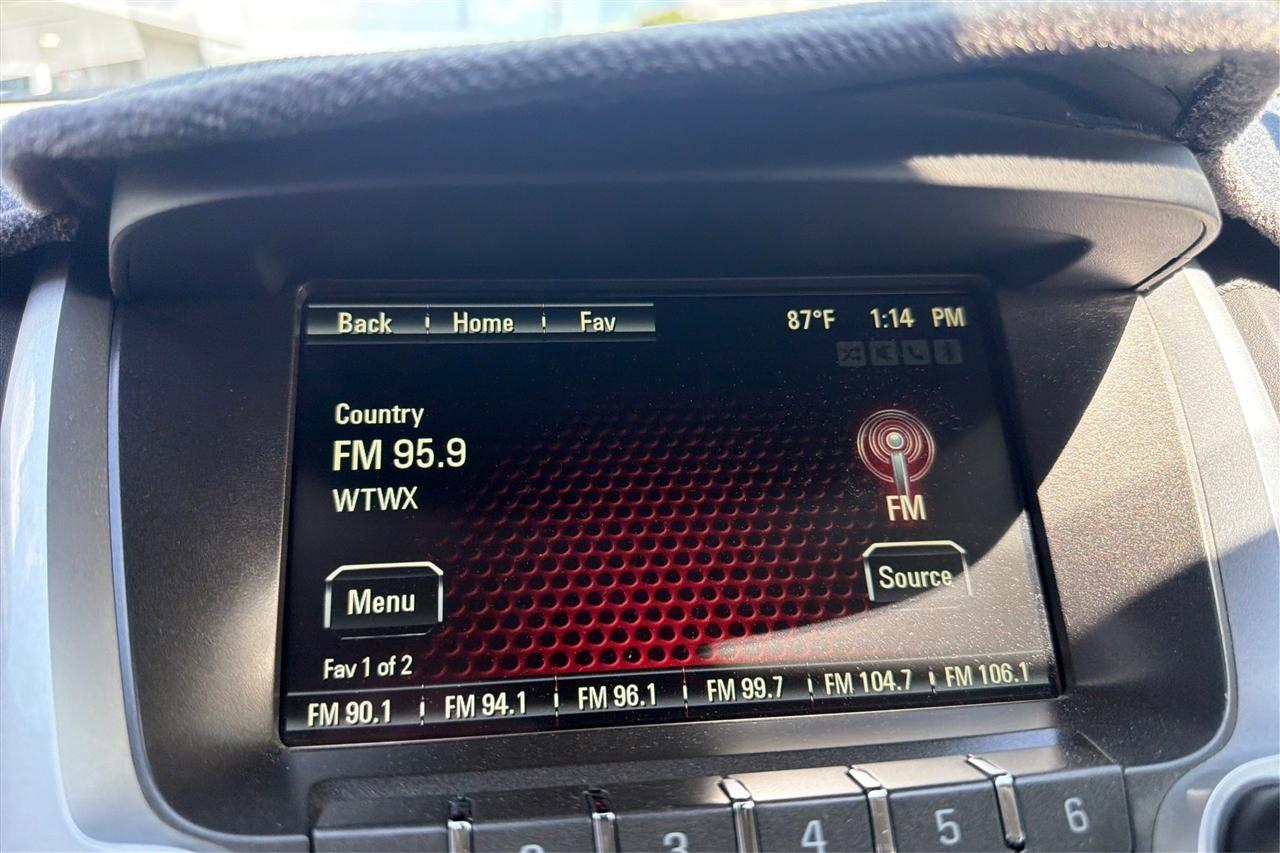 Back Home Fav 87°F 1:14 PM
Country
FM 95.9
WTWX
FM
Menu
Source
Fav 1 of 2
FM 90.1 FM 94.1 FM 96.1 FM 99.7 FM 104.7 FM 106.1
2 3 4 5 6